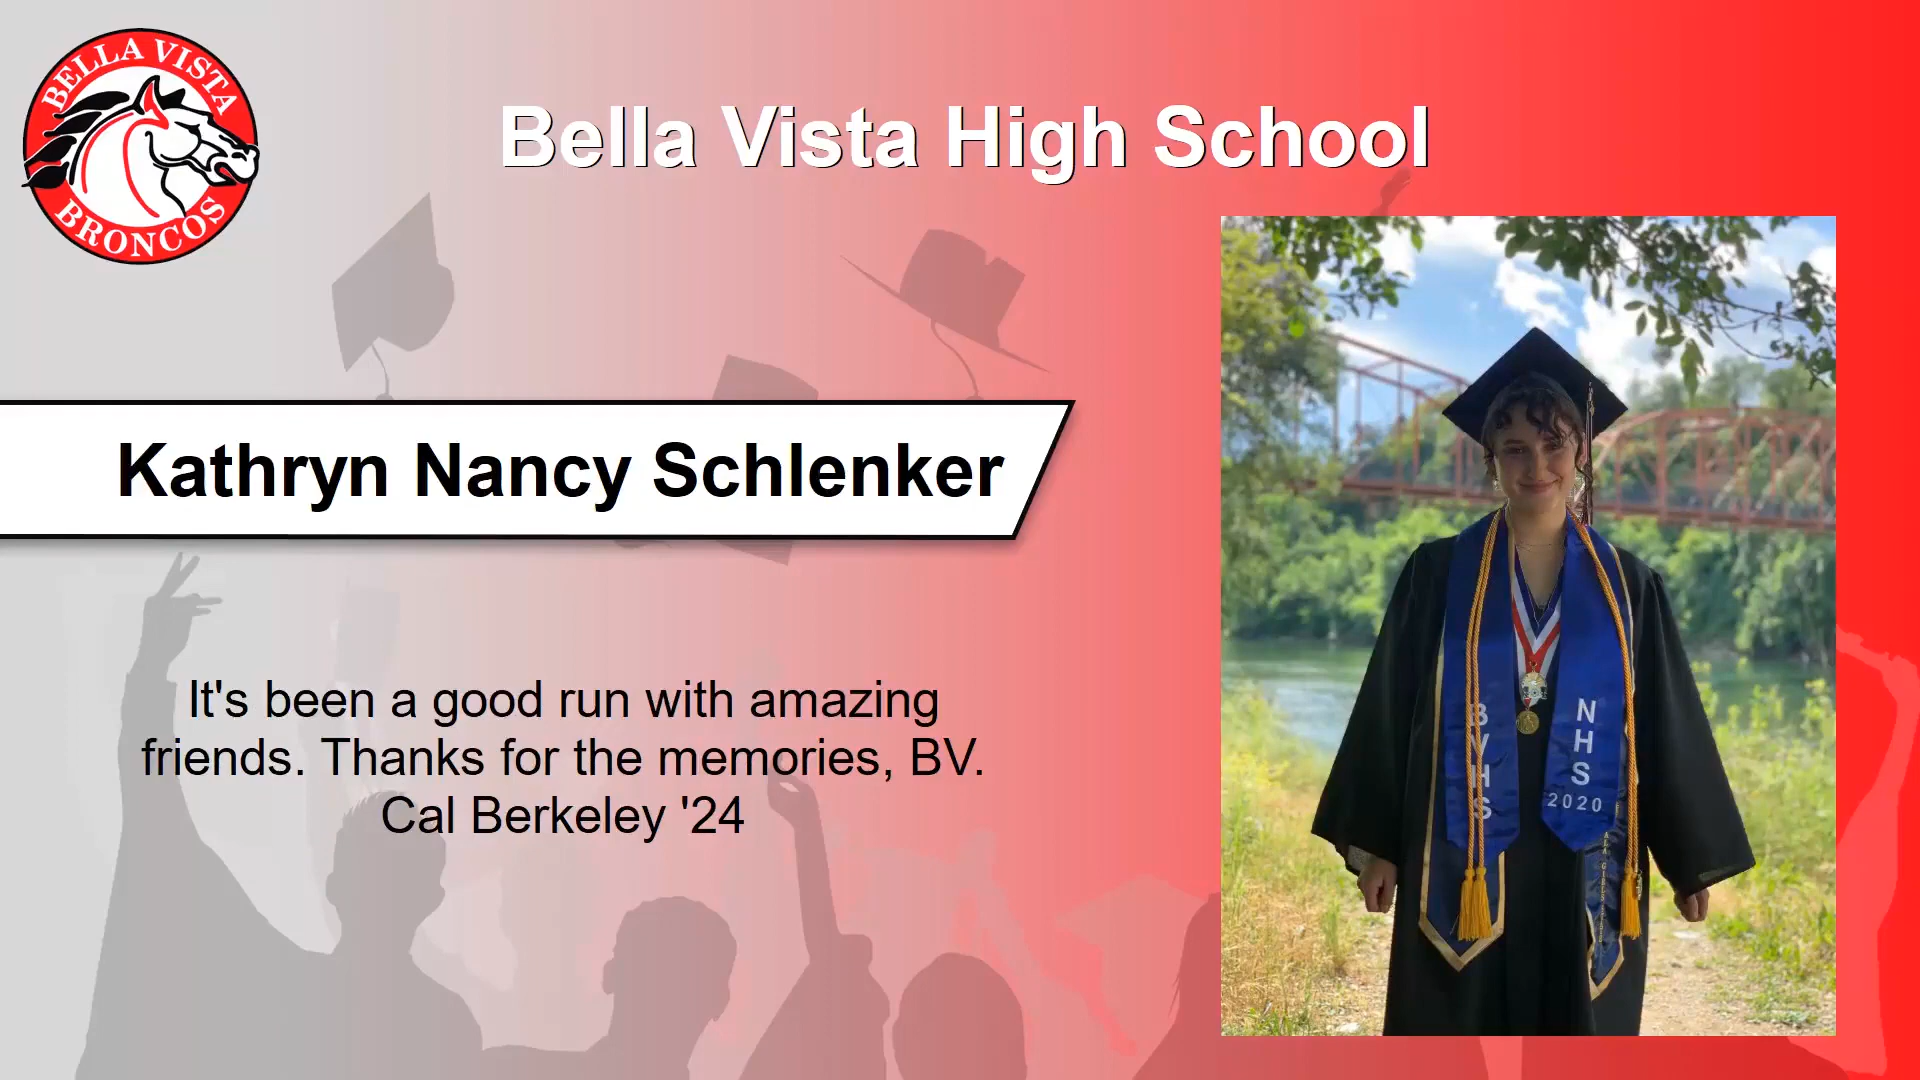 BELLA VISTA
BRONCOS
Bella Vista High School
Kathryn Nancy Schlenker
It's been a good run with amazing
friends. Thanks for the memories, BV.
Cal Berkeley '24
BVHS
NHS
2020